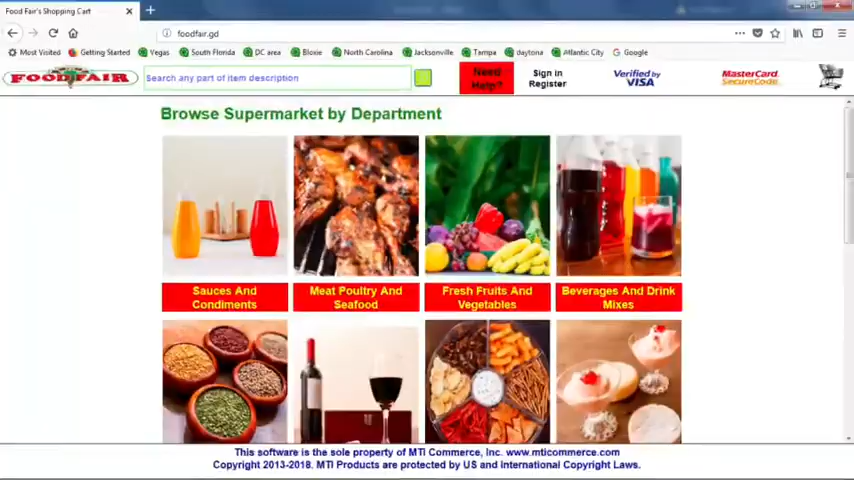 Food Fair's Shopping Cart
foodfair.gd
Most Visited Getting Started Vegas South Florida DC area Bloxie North Carolina Jacksonville Tampa daytona Atlantic City Google
FOOD FAIR
Search any part of item description
Need Help?
Sign in
Register
Verified by VISA
MasterCard. SecureCode.
Browse Supermarket by Department
Sauces And Condiments
Meat Poultry And Seafood
Fresh Fruits And Vegetables
Beverages And Drink Mixes
This software is the sole property of MTI Commerce, Inc. www.mticommerce.com
Copyright 2013-2018. MTI Products are protected by US and International Copyright Laws.